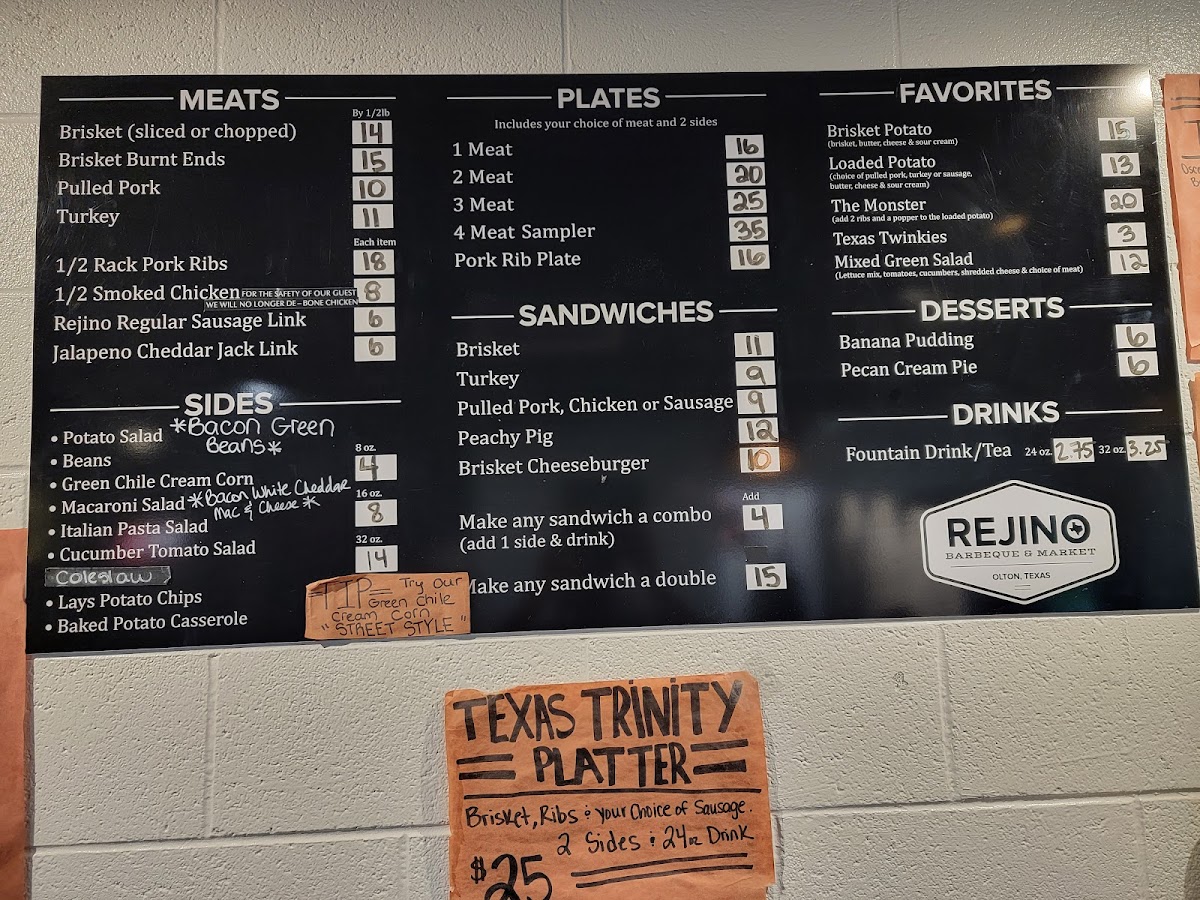 MEATS
By 1/2lb
Brisket (sliced or chopped) 14
Brisket Burnt Ends 15
Pulled Pork 10
Turkey 11
Each item
1/2 Rack Pork Ribs 18
1/2 Smoked Chicken FOR THE SAFETY OF OUR GUEST 8
WE WILL NO LONGER DE-BONE CHICKEN
Rejino Regular Sausage Link 6
Jalapeno Cheddar Jack Link 6
SIDES
*Bacon Green
Beans*
• Potato Salad
• Beans
• Green Chile Cream Corn
• Macaroni Salad *Bacon White Cheddar
Mac & Cheese*
• Italian Pasta Salad
• Cucumber Tomato Salad
Coleslaw
• Lays Potato Chips
• Baked Potato Casserole
8 oz.
4
16 oz.
8
32 oz.
14
TIP= Try our
Green Chile
Cream Corn
"STREET STYLE"
PLATES
Includes your choice of meat and 2 sides
1 Meat 16
2 Meat 20
3 Meat 25
4 Meat Sampler 35
Pork Rib Plate 16
SANDWICHES
Brisket 11
Turkey 9
Pulled Pork, Chicken or Sausage 9
Peachy Pig 12
Brisket Cheeseburger 10
Add
Make any sandwich a combo 4
(add 1 side & drink)
Make any sandwich a double 15
FAVORITES
Brisket Potato 15
(brisket, butter, cheese & sour cream)
Loaded Potato 13
(choice of pulled pork, turkey or sausage,
butter, cheese & sour cream)
The Monster 20
(add 2 ribs and a popper to the loaded potato)
Texas Twinkies 3
Mixed Green Salad 12
(Lettuce mix, tomatoes, cucumbers, shredded cheese & choice of meat)
DESSERTS
Banana Pudding 6
Pecan Cream Pie 6
DRINKS
Fountain Drink/Tea 24 oz. 2.75 32 oz. 3.25
REJINO
BARBEQUE & MARKET
OLTON, TEXAS
TEXAS TRINITY
PLATTER
Brisket, Ribs & your Choice of Sausage.
2 Sides & 24oz Drink
$25